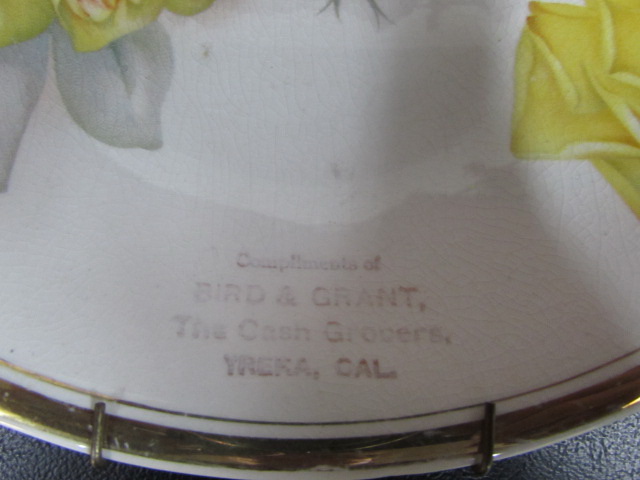 Compliments of
BIRD & GRANT,
The Cash Grocers,
YREKA, CAL.